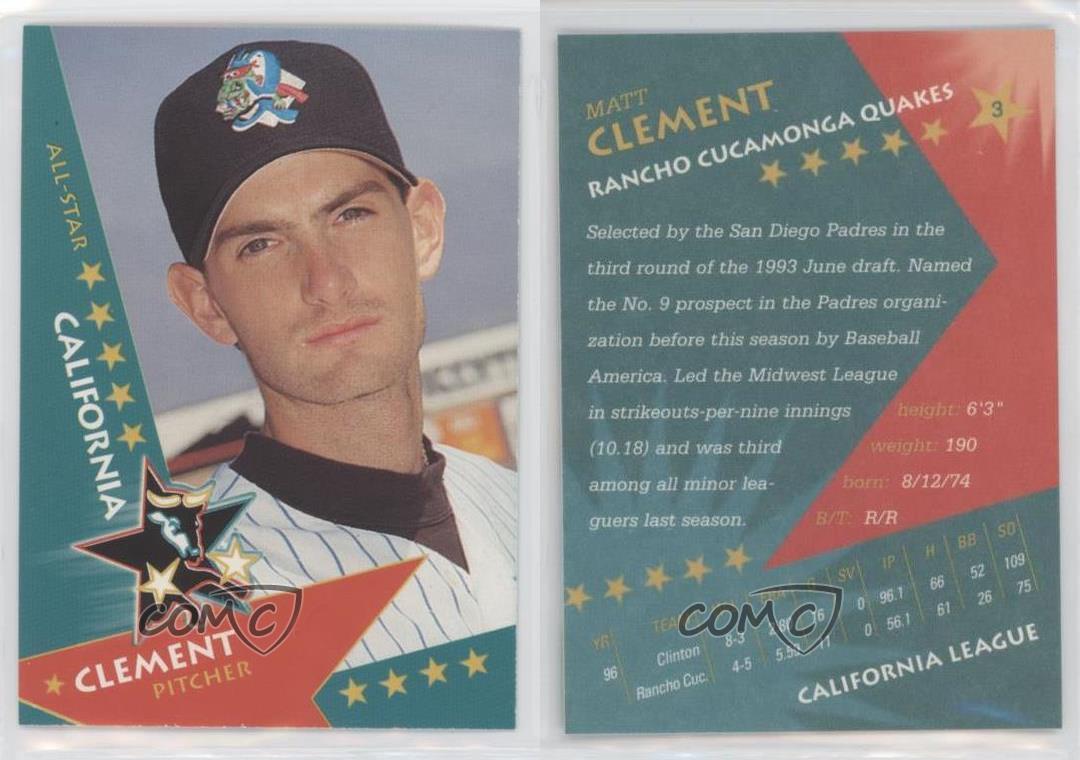 ALL-STAR
CALIFORNIA
CLEMENT
PITCHER
COMC
MATT
CLEMENT
RANCHO CUCAMONGA QUAKES
3
Selected by the San Diego Padres in the
third round of the 1993 June draft. Named
the No. 9 prospect in the Padres organi-
zation before this season by Baseball
America. Led the Midwest League
in strikeouts-per-nine innings
(10.18) and was third
among all minor lea-
guers last season.
height: 6'3"
weight: 190
born: 8/12/74
B/T: R/R
YR SV IP H BB SO
96 Clinton 8-3 0 96.1 66 52 109
Rancho Cuc. 4-5 11 0 56.1 61 26 75
CALIFORNIA LEAGUE
COMC